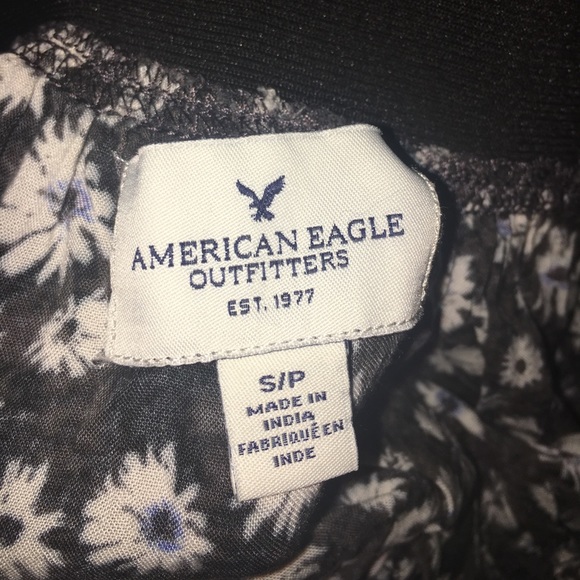 AMERICAN EAGLE
OUTFITTERS
EST. 1977
S/P
MADE IN
INDIA
FABRIQUÉ EN
INDE